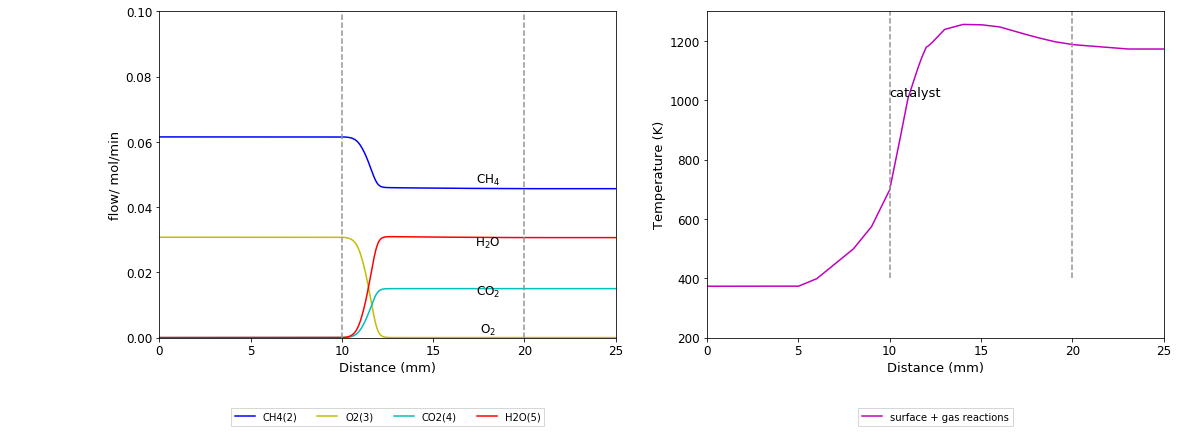 flow/ mol/min
0.10
0.08
0.06
0.04
0.02
0.00
CH4
H2O
CO2
O2
0 5 10 15 20 25
Distance (mm)
CH4(2) O2(3) CO2(4) H2O(5)
Temperature (K)
1200
1000
800
600
400
200
catalyst
0 5 10 15 20 25
Distance (mm)
surface + gas reactions